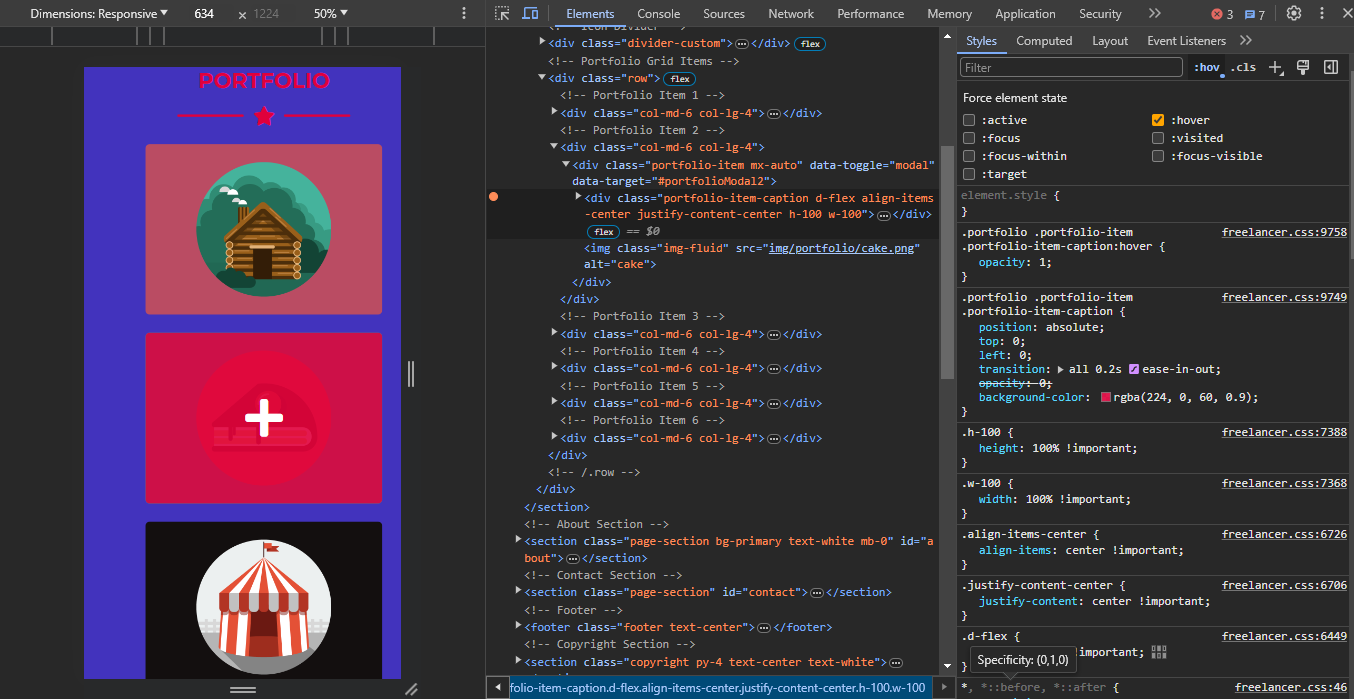 Dimensions: Responsive 634 × 1224 50%
Elements Console Sources Network Performance Memory Application Security 3 7
PORTFOLIO
<div class="divider-custom"></div> flex
<!-- Portfolio Grid Items -->
<div class="row"> flex
<!-- Portfolio Item 1 -->
<div class="col-md-6 col-lg-4">…</div>
<!-- Portfolio Item 2 -->
<div class="col-md-6 col-lg-4">
<div class="portfolio-item mx-auto" data-toggle="modal"
data-target="#portfolioModal2">
<div class="portfolio-item-caption d-flex align-items
-center justify-content-center h-100 w-100">…</div>
flex == $0
<img class="img-fluid" src="img/portfolio/cake.png"
alt="cake">
</div>
</div>
<!-- Portfolio Item 3 -->
<div class="col-md-6 col-lg-4">…</div>
<!-- Portfolio Item 4 -->
<div class="col-md-6 col-lg-4">…</div>
<!-- Portfolio Item 5 -->
<div class="col-md-6 col-lg-4">…</div>
<!-- Portfolio Item 6 -->
<div class="col-md-6 col-lg-4">…</div>
</div>
<!-- /.row -->
</div>
</section>
<!-- About Section -->
<section class="page-section bg-primary text-white mb-0" id="a
bout">…</section>
<!-- Contact Section -->
<section class="page-section" id="contact">…</section>
<!-- Footer -->
<footer class="footer text-center">…</footer>
<!-- Copyright Section -->
<section class="copyright py-4 text-center text-white">…
folio-item-caption.d-flex.align-items-center.justify-content-center.h-100.w-100
Styles Computed Layout Event Listeners
Filter :hov .cls
Force element state
:active :hover
:focus :visited
:focus-within :focus-visible
:target
element.style {
}
.portfolio .portfolio-item freelancer.css:9758
.portfolio-item-caption:hover {
opacity: 1;
}
.portfolio .portfolio-item freelancer.css:9749
.portfolio-item-caption {
position: absolute;
top: 0;
left: 0;
transition: all 0.2s ease-in-out;
opacity: 0;
background-color: rgba(224, 0, 60, 0.9);
}
.h-100 { freelancer.css:7388
height: 100% !important;
}
.w-100 { freelancer.css:7368
width: 100% !important;
}
.align-items-center { freelancer.css:6726
align-items: center !important;
}
.justify-content-center { freelancer.css:6706
justify-content: center !important;
}
.d-flex { freelancer.css:6449
!important;
}
Specificity: (0,1,0)
*, *::before, *::after { freelancer.css:46